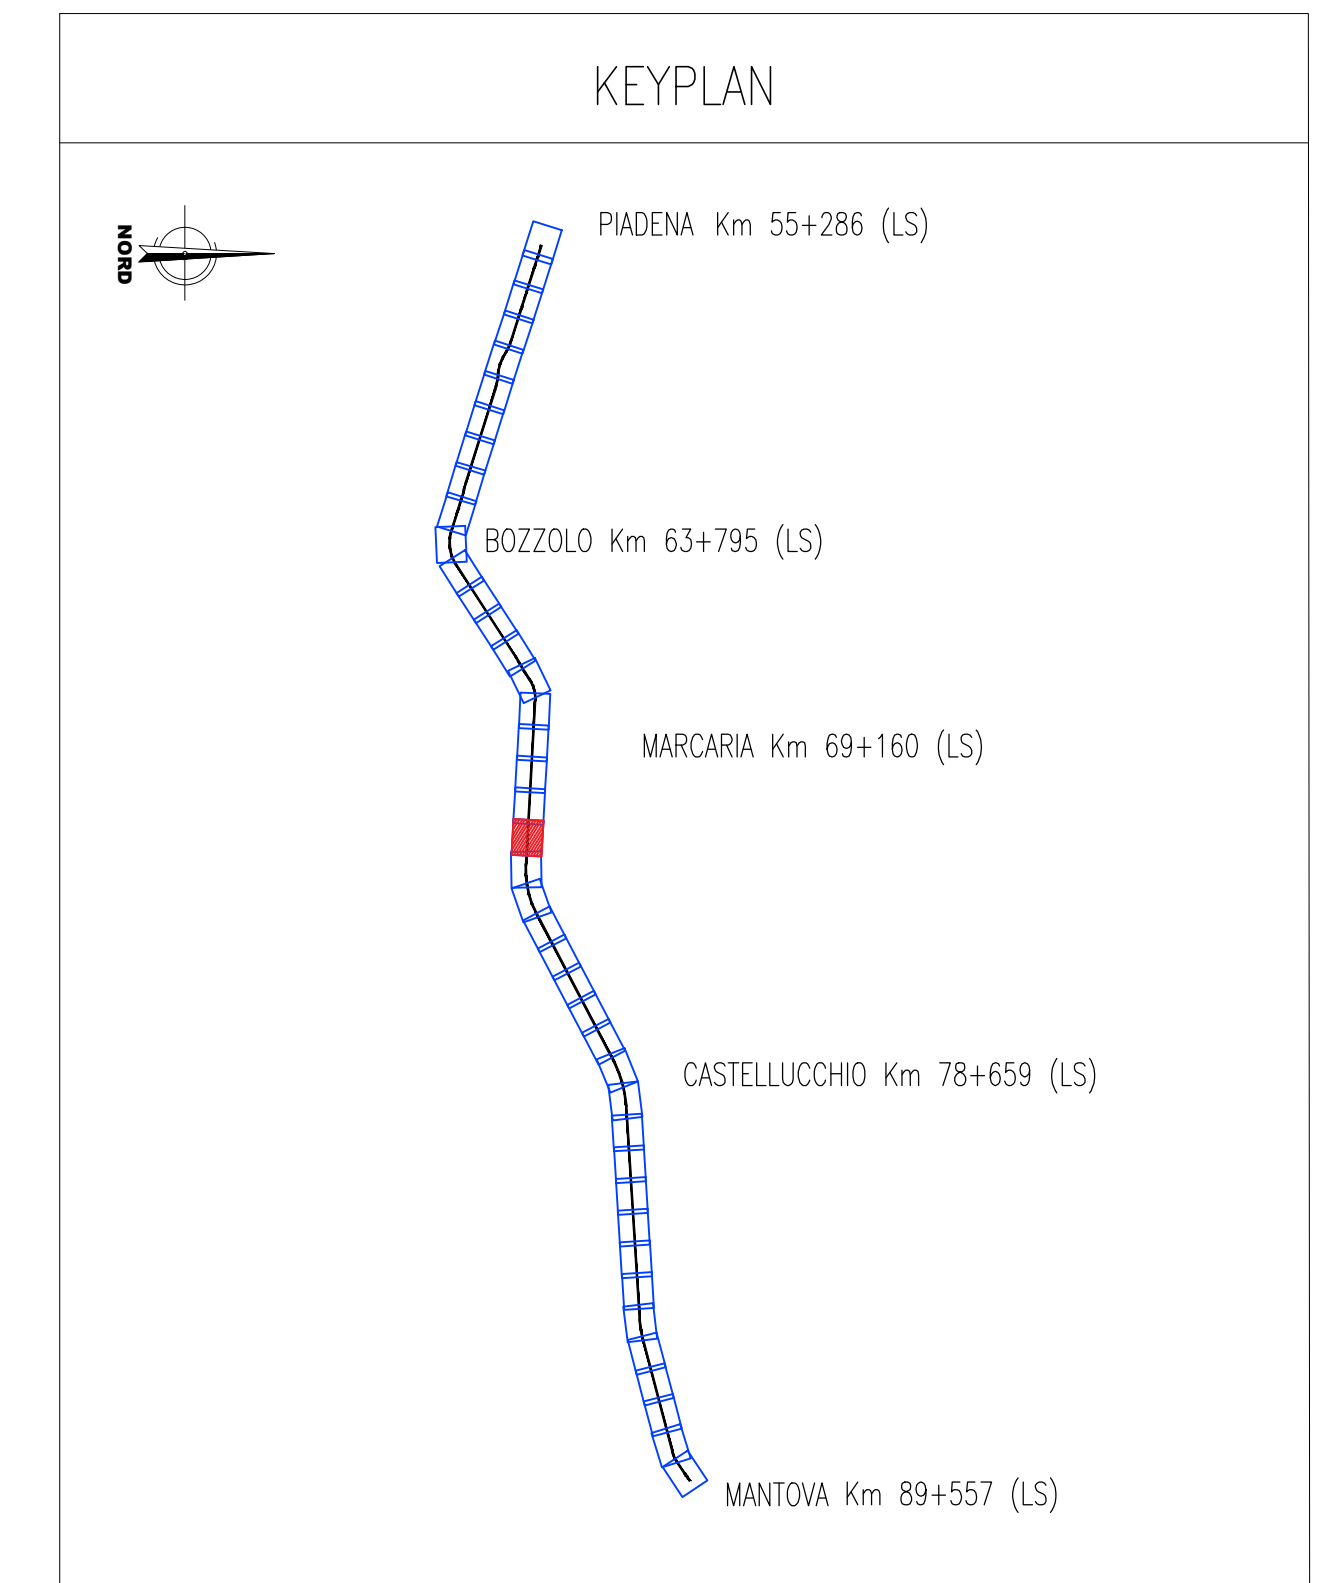 KEYPLAN
NORD
PIADENA Km 55+286 (LS)
BOZZOLO Km 63+795 (LS)
MARCARIA Km 69+160 (LS)
CASTELLUCCHIO Km 78+659 (LS)
MANTOVA Km 89+557 (LS)